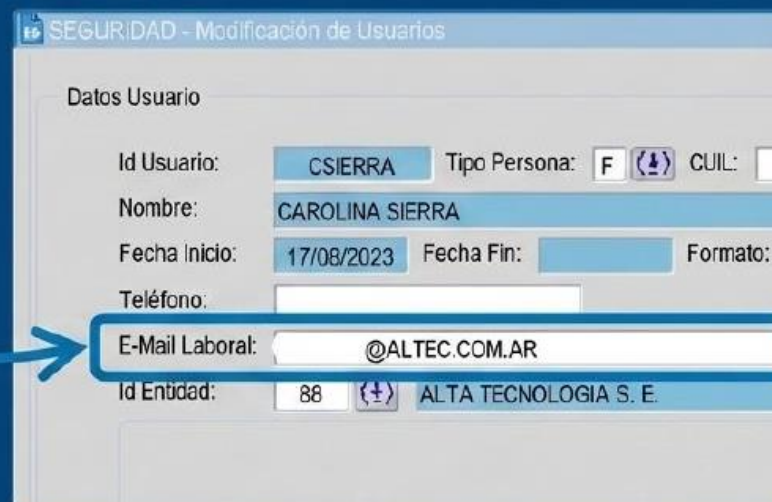 SEGURIDAD - Modificación de Usuarios
Datos Usuario
Id Usuario: CSIERRA Tipo Persona: F CUIL:
Nombre: CAROLINA SIERRA
Fecha Inicio: 17/08/2023 Fecha Fin: Formato:
Teléfono:
E-Mail Laboral: @ALTEC.COM.AR
Id Entidad: 88 ALTA TECNOLOGIA S. E.